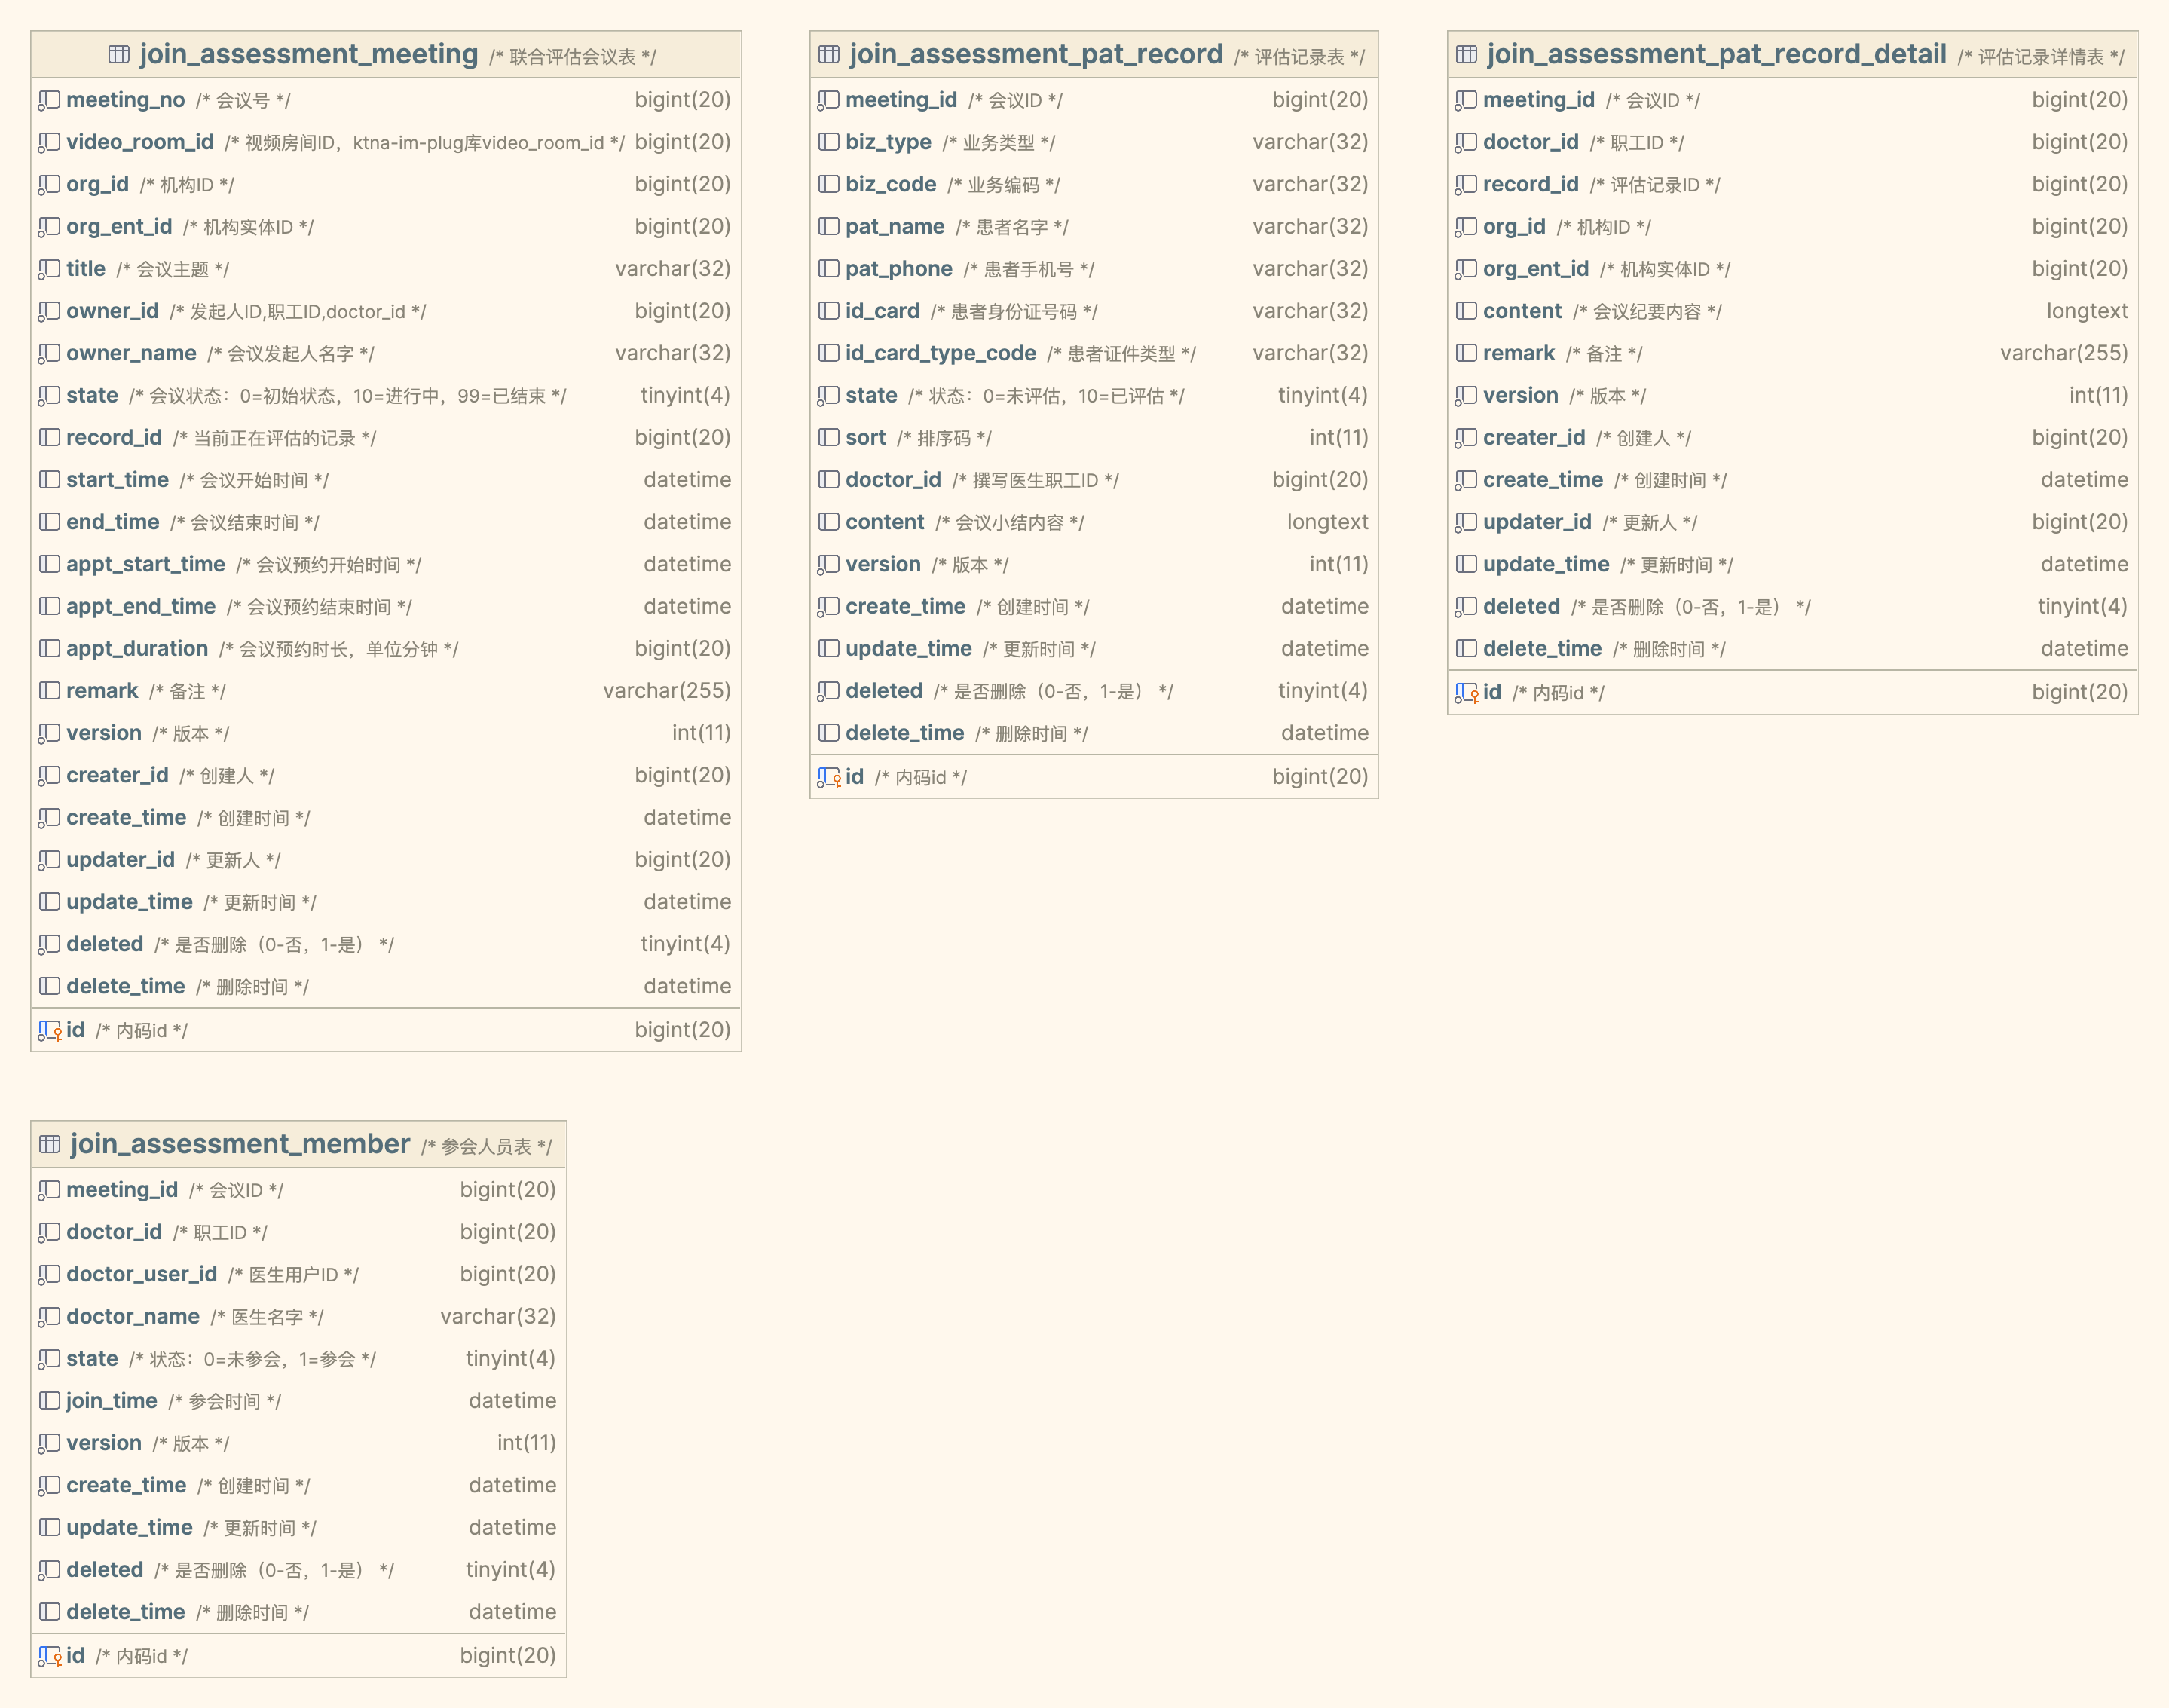 join_assessment_meeting /* 联合评估会议表 */
meeting_no /* 会议号 */ bigint(20)
video_room_id /* 视频房间ID，ktna-im-plug库video_room_id */ bigint(20)
org_id /* 机构ID */ bigint(20)
org_ent_id /* 机构实体ID */ bigint(20)
title /* 会议主题 */ varchar(32)
owner_id /* 发起人ID,职工ID,doctor_id */ bigint(20)
owner_name /* 会议发起人名字 */ varchar(32)
state /* 会议状态：0=初始状态，10=进行中，99=已结束 */ tinyint(4)
record_id /* 当前正在评估的记录 */ bigint(20)
start_time /* 会议开始时间 */ datetime
end_time /* 会议结束时间 */ datetime
appt_start_time /* 会议预约开始时间 */ datetime
appt_end_time /* 会议预约结束时间 */ datetime
appt_duration /* 会议预约时长，单位分钟 */ bigint(20)
remark /* 备注 */ varchar(255)
version /* 版本 */ int(11)
creater_id /* 创建人 */ bigint(20)
create_time /* 创建时间 */ datetime
updater_id /* 更新人 */ bigint(20)
update_time /* 更新时间 */ datetime
deleted /* 是否删除（0-否，1-是） */ tinyint(4)
delete_time /* 删除时间 */ datetime
id /* 内码id */ bigint(20)
join_assessment_pat_record /* 评估记录表 */
meeting_id /* 会议ID */ bigint(20)
biz_type /* 业务类型 */ varchar(32)
biz_code /* 业务编码 */ varchar(32)
pat_name /* 患者名字 */ varchar(32)
pat_phone /* 患者手机号 */ varchar(32)
id_card /* 患者身份证号码 */ varchar(32)
id_card_type_code /* 患者证件类型 */ varchar(32)
state /* 状态：0=未评估，10=已评估 */ tinyint(4)
sort /* 排序码 */ int(11)
doctor_id /* 撰写医生职工ID */ bigint(20)
content /* 会议小结内容 */ longtext
version /* 版本 */ int(11)
create_time /* 创建时间 */ datetime
update_time /* 更新时间 */ datetime
deleted /* 是否删除（0-否，1-是） */ tinyint(4)
delete_time /* 删除时间 */ datetime
id /* 内码id */ bigint(20)
join_assessment_pat_record_detail /* 评估记录详情表 */
meeting_id /* 会议ID */ bigint(20)
doctor_id /* 职工ID */ bigint(20)
record_id /* 评估记录ID */ bigint(20)
org_id /* 机构ID */ bigint(20)
org_ent_id /* 机构实体ID */ bigint(20)
content /* 会议纪要内容 */ longtext
remark /* 备注 */ varchar(255)
version /* 版本 */ int(11)
creater_id /* 创建人 */ bigint(20)
create_time /* 创建时间 */ datetime
updater_id /* 更新人 */ bigint(20)
update_time /* 更新时间 */ datetime
deleted /* 是否删除（0-否，1-是） */ tinyint(4)
delete_time /* 删除时间 */ datetime
id /* 内码id */ bigint(20)
join_assessment_member /* 参会人员表 */
meeting_id /* 会议ID */ bigint(20)
doctor_id /* 职工ID */ bigint(20)
doctor_user_id /* 医生用户ID */ bigint(20)
doctor_name /* 医生名字 */ varchar(32)
state /* 状态：0=未参会，1=参会 */ tinyint(4)
join_time /* 参会时间 */ datetime
version /* 版本 */ int(11)
create_time /* 创建时间 */ datetime
update_time /* 更新时间 */ datetime
deleted /* 是否删除（0-否，1-是） */ tinyint(4)
delete_time /* 删除时间 */ datetime
id /* 内码id */ bigint(20)